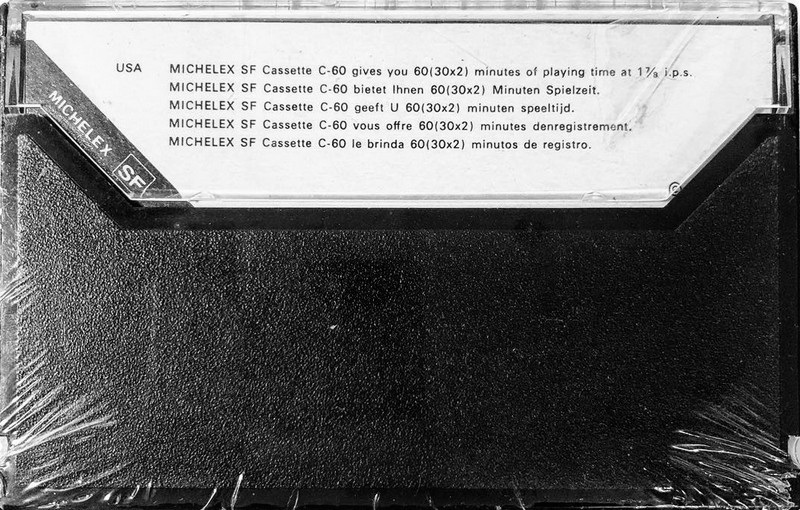 USA MICHELEX SF Cassette C-60 gives you 60(30x2) minutes of playing time at 1⅞ i.p.s.
MICHELEX SF Cassette C-60 bietet Ihnen 60(30x2) Minuten Spielzeit.
MICHELEX SF Cassette C-60 geeft U 60(30x2) minuten speeltijd.
MICHELEX SF Cassette C-60 vous offre 60(30x2) minutes denregistrement.
MICHELEX SF Cassette C-60 le brinda 60(30x2) minutos de registro.
MICHELEX SF